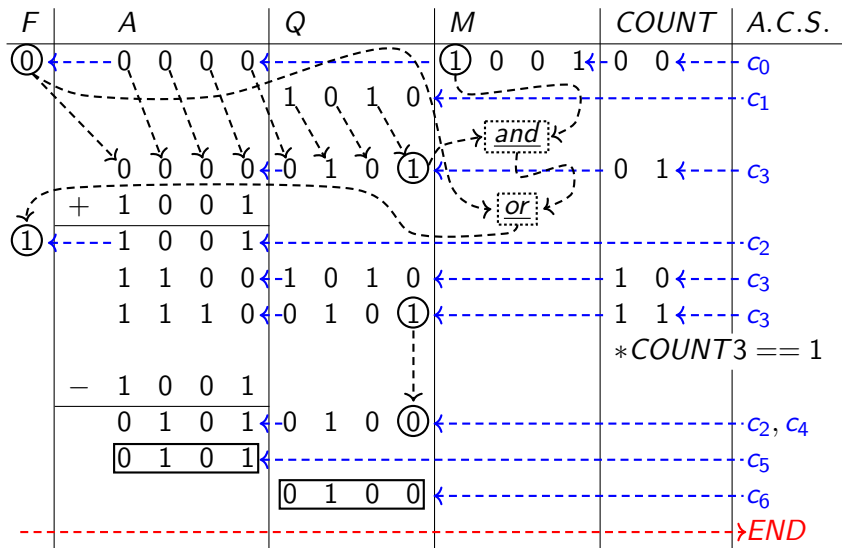 F A Q M COUNT A.C.S.
0 0 0 0 0 1 0 0 1 0 0 c0
1 0 1 0 c1
and
0 0 0 0 0 1 0 1 0 1 c3
+ 1 0 0 1 or
1 1 0 0 1 c2
1 1 0 0 1 0 1 0 1 0 c3
1 1 1 0 0 1 0 1 1 1 c3
*COUNT3 == 1
− 1 0 0 1
0 1 0 1 0 1 0 0 c2, c4
0 1 0 1 c5
0 1 0 0 c6
END